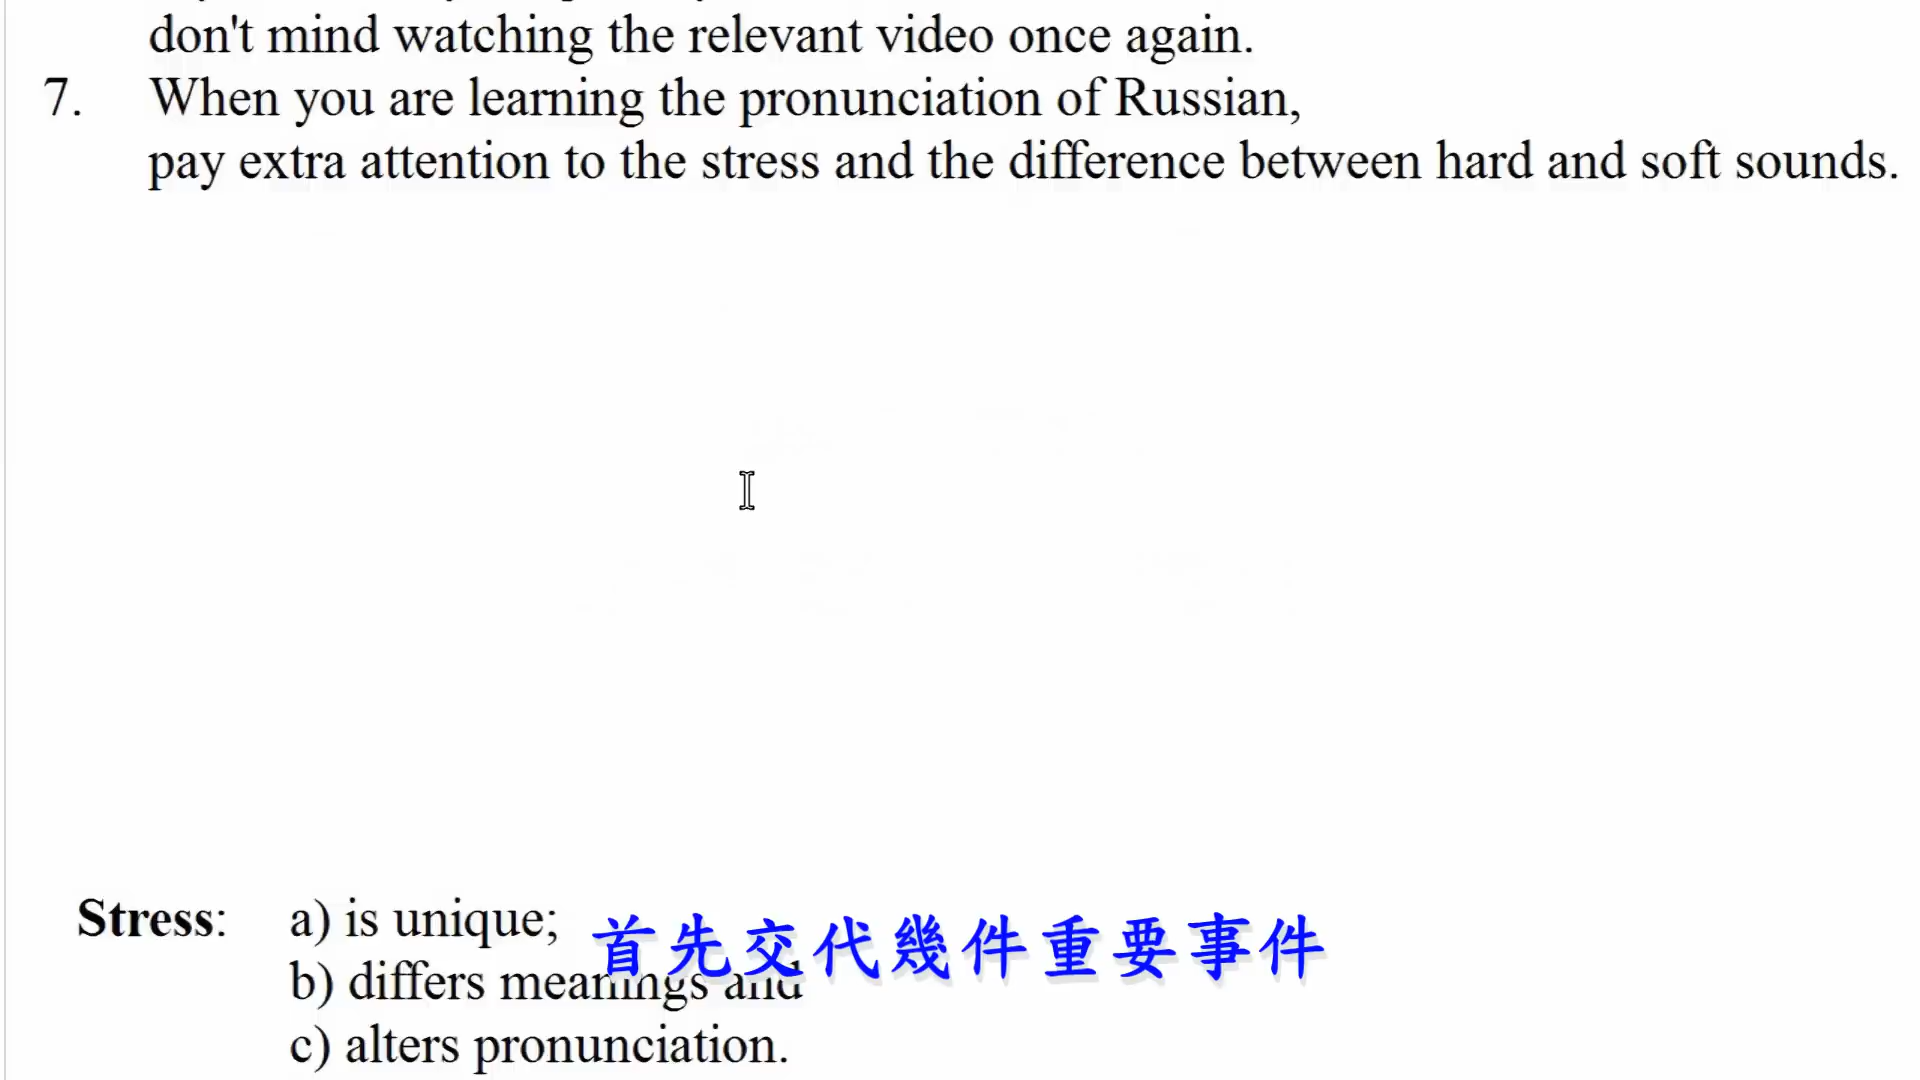 don't mind watching the relevant video once again.
7. When you are learning the pronunciation of Russian,
pay extra attention to the stress and the difference between hard and soft sounds.
Stress: a) is unique;
首先交代幾件重要事件
b) differs meanings and
c) alters pronunciation.